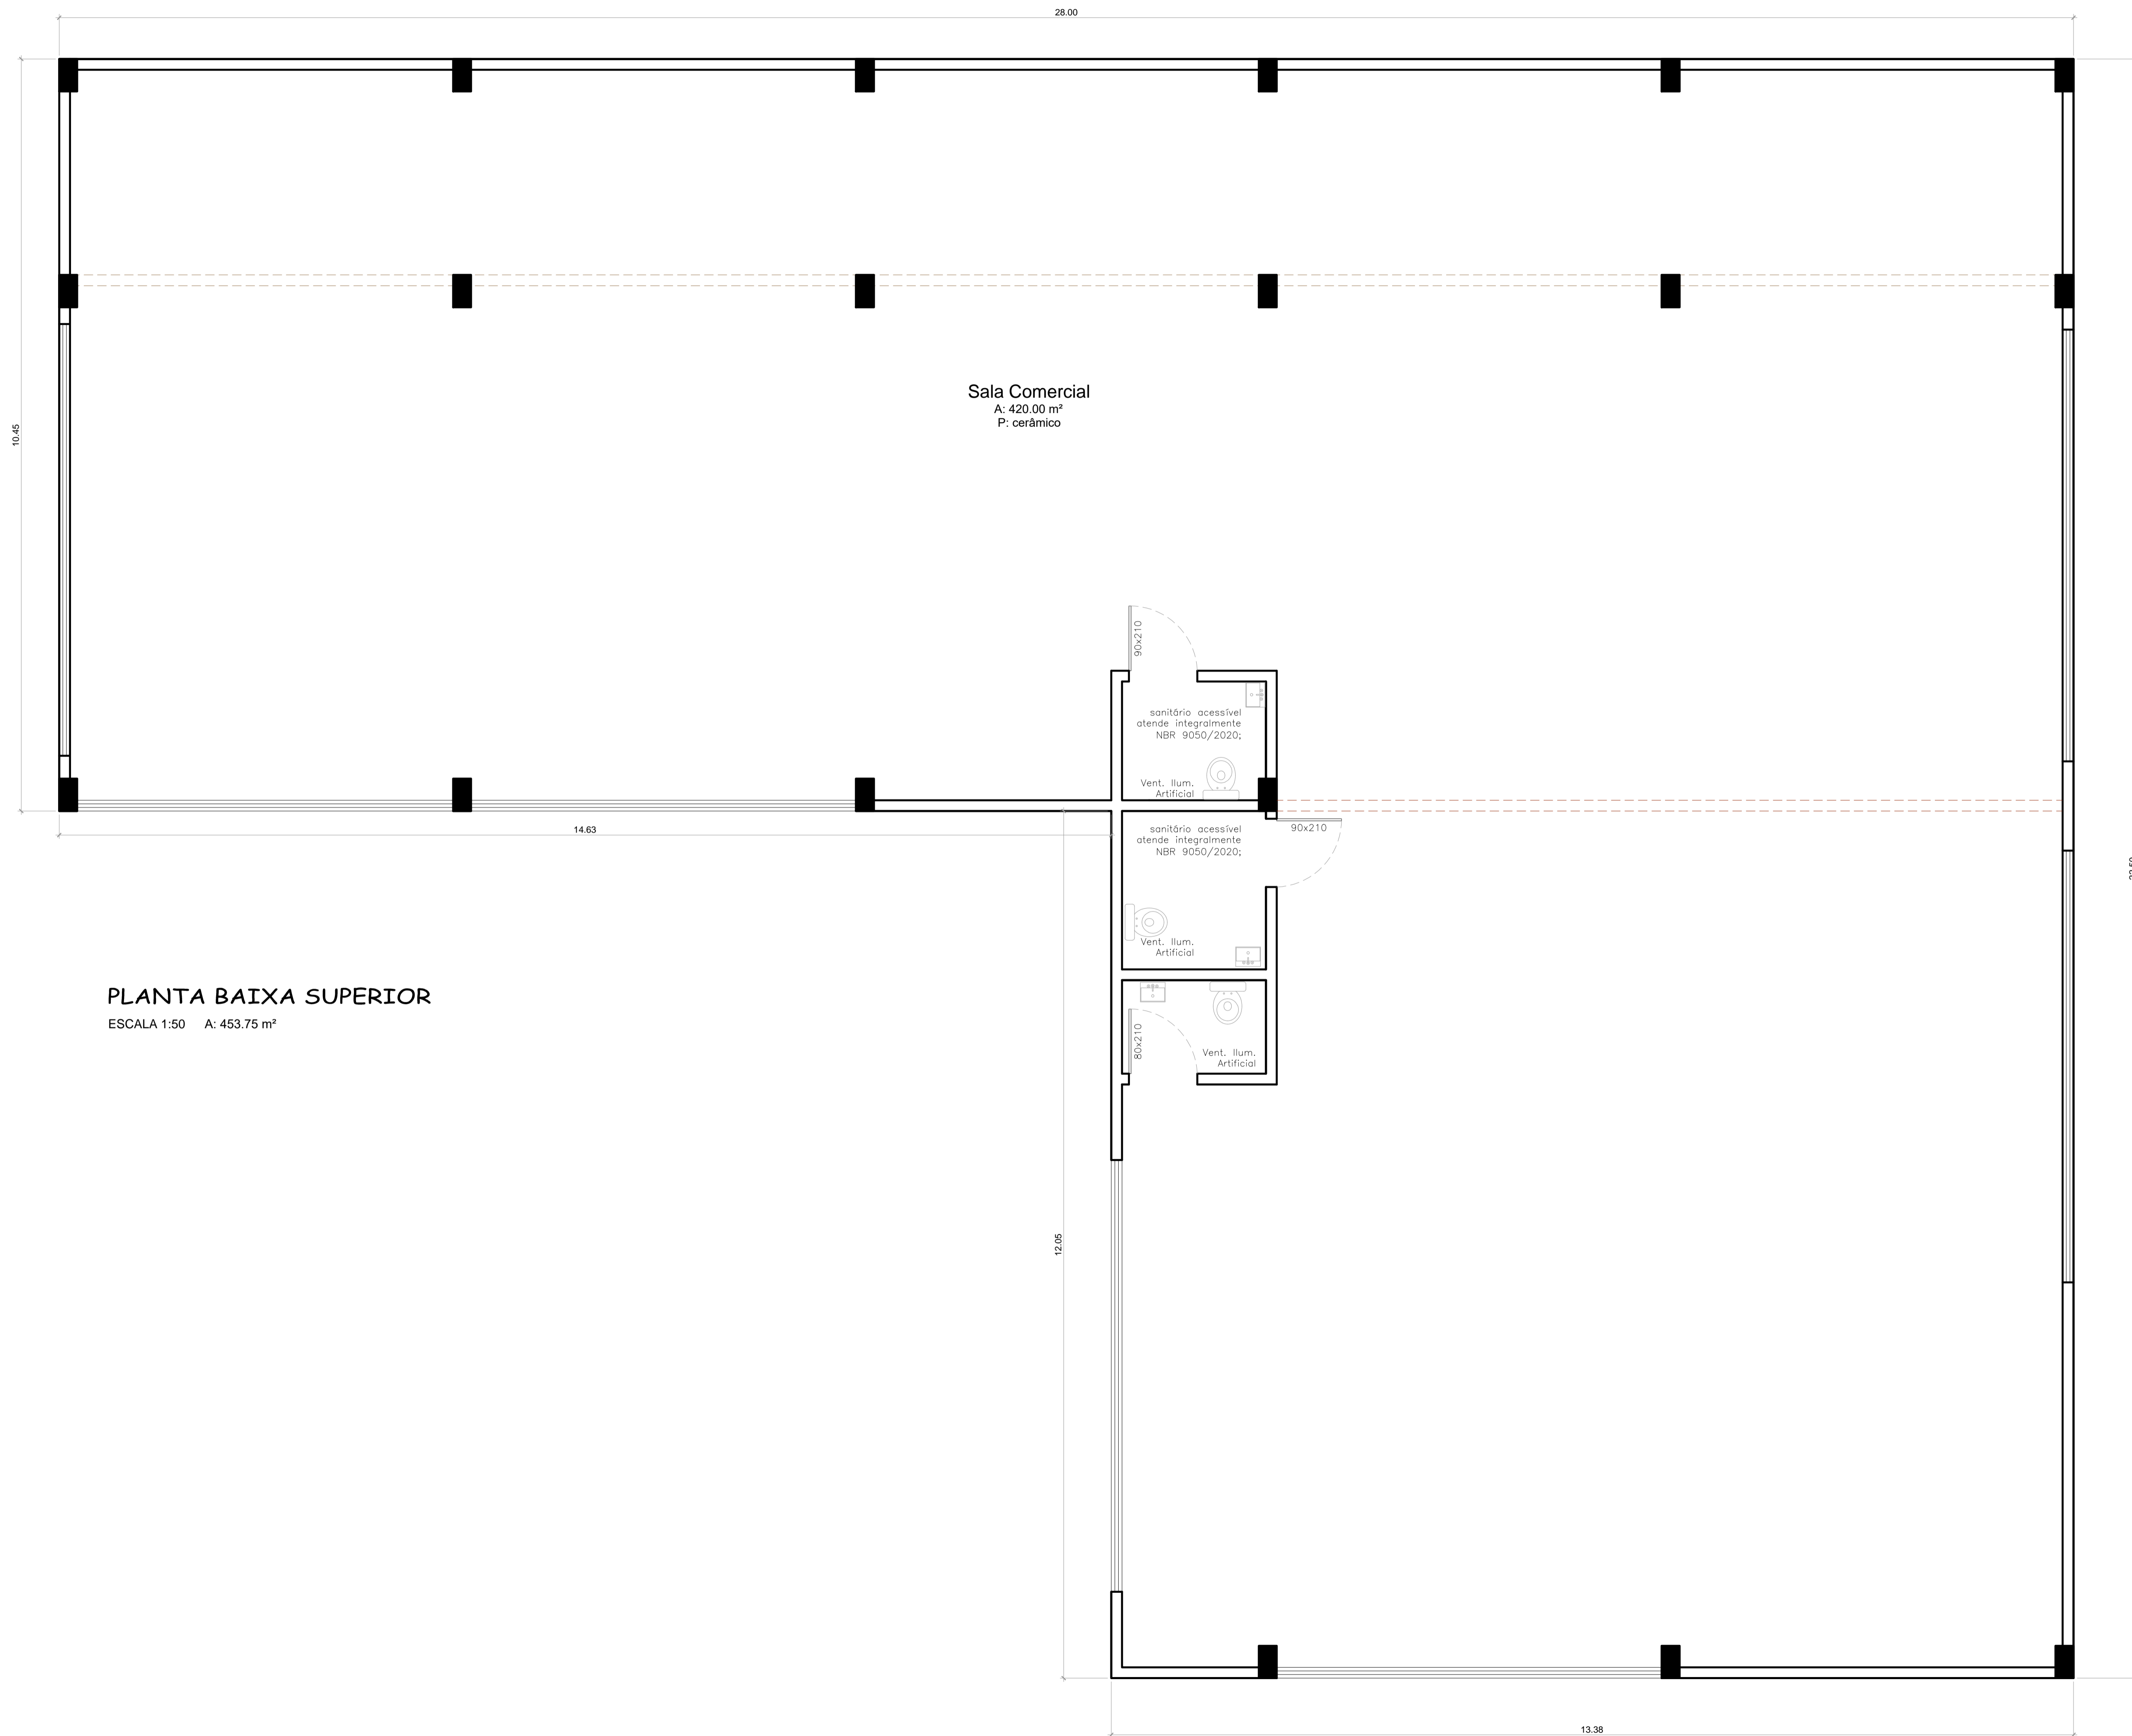 28.00
10.45
Sala Comercial
A: 420.00 m²
P: cerâmico
90x210
sanitário acessível
atende integralmente
NBR 9050/2020;
Vent. Ilum.
Artificial
14.63
sanitário acessível
atende integralmente
NBR 9050/2020;
90x210
Vent. Ilum.
Artificial
PLANTA BAIXA SUPERIOR
ESCALA 1:50 A: 453.75 m²
80x210
Vent. Ilum.
Artificial
12.05
13.38